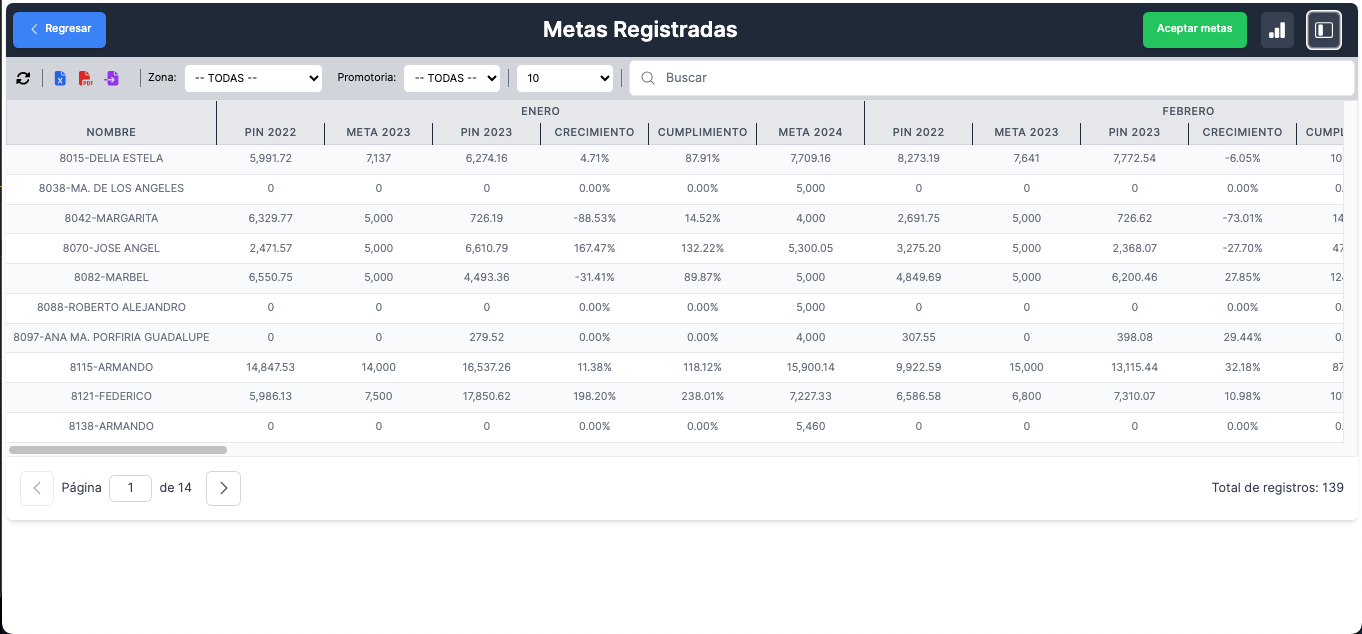 Regresar Metas Registradas Aceptar metas
Zona: -- TODAS -- Promotoria: -- TODAS -- 10 Buscar
ENERO FEBRERO
NOMBRE PIN 2022 META 2023 PIN 2023 CRECIMIENTO CUMPLIMIENTO META 2024 PIN 2022 META 2023 PIN 2023 CRECIMIENTO CUMPL
8015-DELIA ESTELA 5,991.72 7,137 6,274.16 4.71% 87.91% 7,709.16 8,273.19 7,641 7,772.54 -6.05% 10
8038-MA. DE LOS ANGELES 0 0 0 0.00% 0.00% 5,000 0 0 0 0.00% 0.
8042-MARGARITA 6,329.77 5,000 726.19 -88.53% 14.52% 4,000 2,691.75 5,000 726.62 -73.01% 14
8070-JOSE ANGEL 2,471.57 5,000 6,610.79 167.47% 132.22% 5,300.05 3,275.20 5,000 2,368.07 -27.70% 47
8082-MARBEL 6,550.75 5,000 4,493.36 -31.41% 89.87% 5,000 4,849.69 5,000 6,200.46 27.85% 124
8088-ROBERTO ALEJANDRO 0 0 0 0.00% 0.00% 5,000 0 0 0 0.00% 0.
8097-ANA MA. PORFIRIA GUADALUPE 0 0 279.52 0.00% 0.00% 4,000 307.55 0 398.08 29.44% 0.
8115-ARMANDO 14,847.53 14,000 16,537.26 11.38% 118.12% 15,900.14 9,922.59 15,000 13,115.44 32.18% 87
8121-FEDERICO 5,986.13 7,500 17,850.62 198.20% 238.01% 7,227.33 6,586.58 6,800 7,310.07 10.98% 107
8138-ARMANDO 0 0 0 0.00% 0.00% 5,460 0 0 0 0.00% 0.
Página 1 de 14 Total de registros: 139